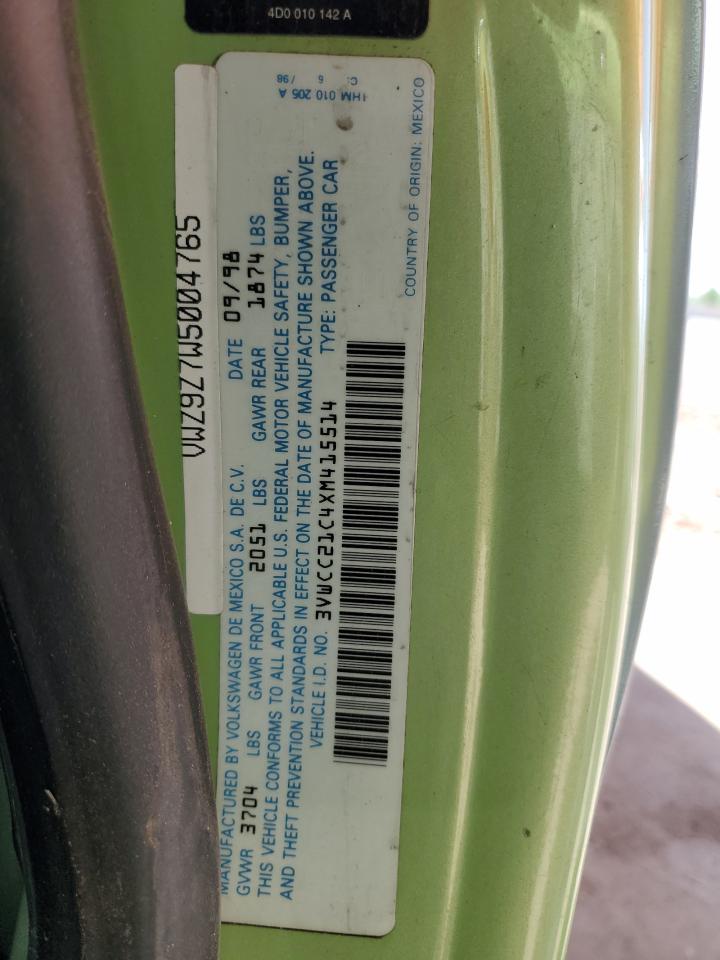 4D0 010 142 A
VWZ9Z7W5004765
MANUFACTURED BY VOLKSWAGEN DE MEXICO S.A. DE C.V. DATE 09/98
GVWR 3704 LBS GAWR FRONT 2051 LBS GAWR REAR 1874 LBS
THIS VEHICLE CONFORMS TO ALL APPLICABLE U.S. FEDERAL MOTOR VEHICLE SAFETY, BUMPER,
AND THEFT PREVENTION STANDARDS IN EFFECT ON THE DATE OF MANUFACTURE SHOWN ABOVE.
VEHICLE I.D. NO. 3VWCC21C4XM415514 TYPE: PASSENGER CAR
COUNTRY OF ORIGIN: MEXICO
1HM 010 205 A
C. 5 /98